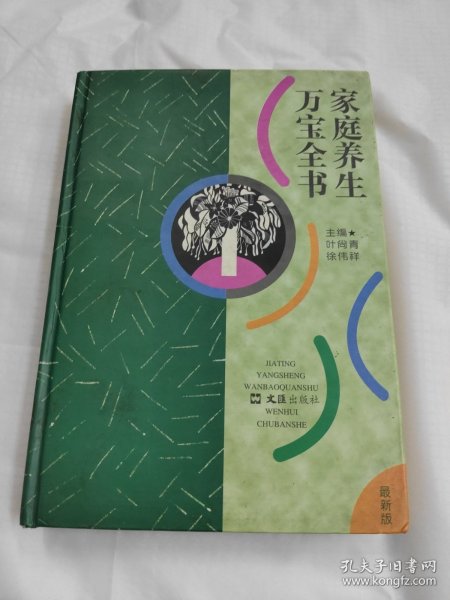 家庭养生
万宝全书
主编★
叶尚青
徐伟祥
JIATING
YANGSHENG
WANBAOQUANSHU
文匯出版社
WENHUI
CHUBANSHE
最新版
孔夫子旧书网
www.kongfz.com